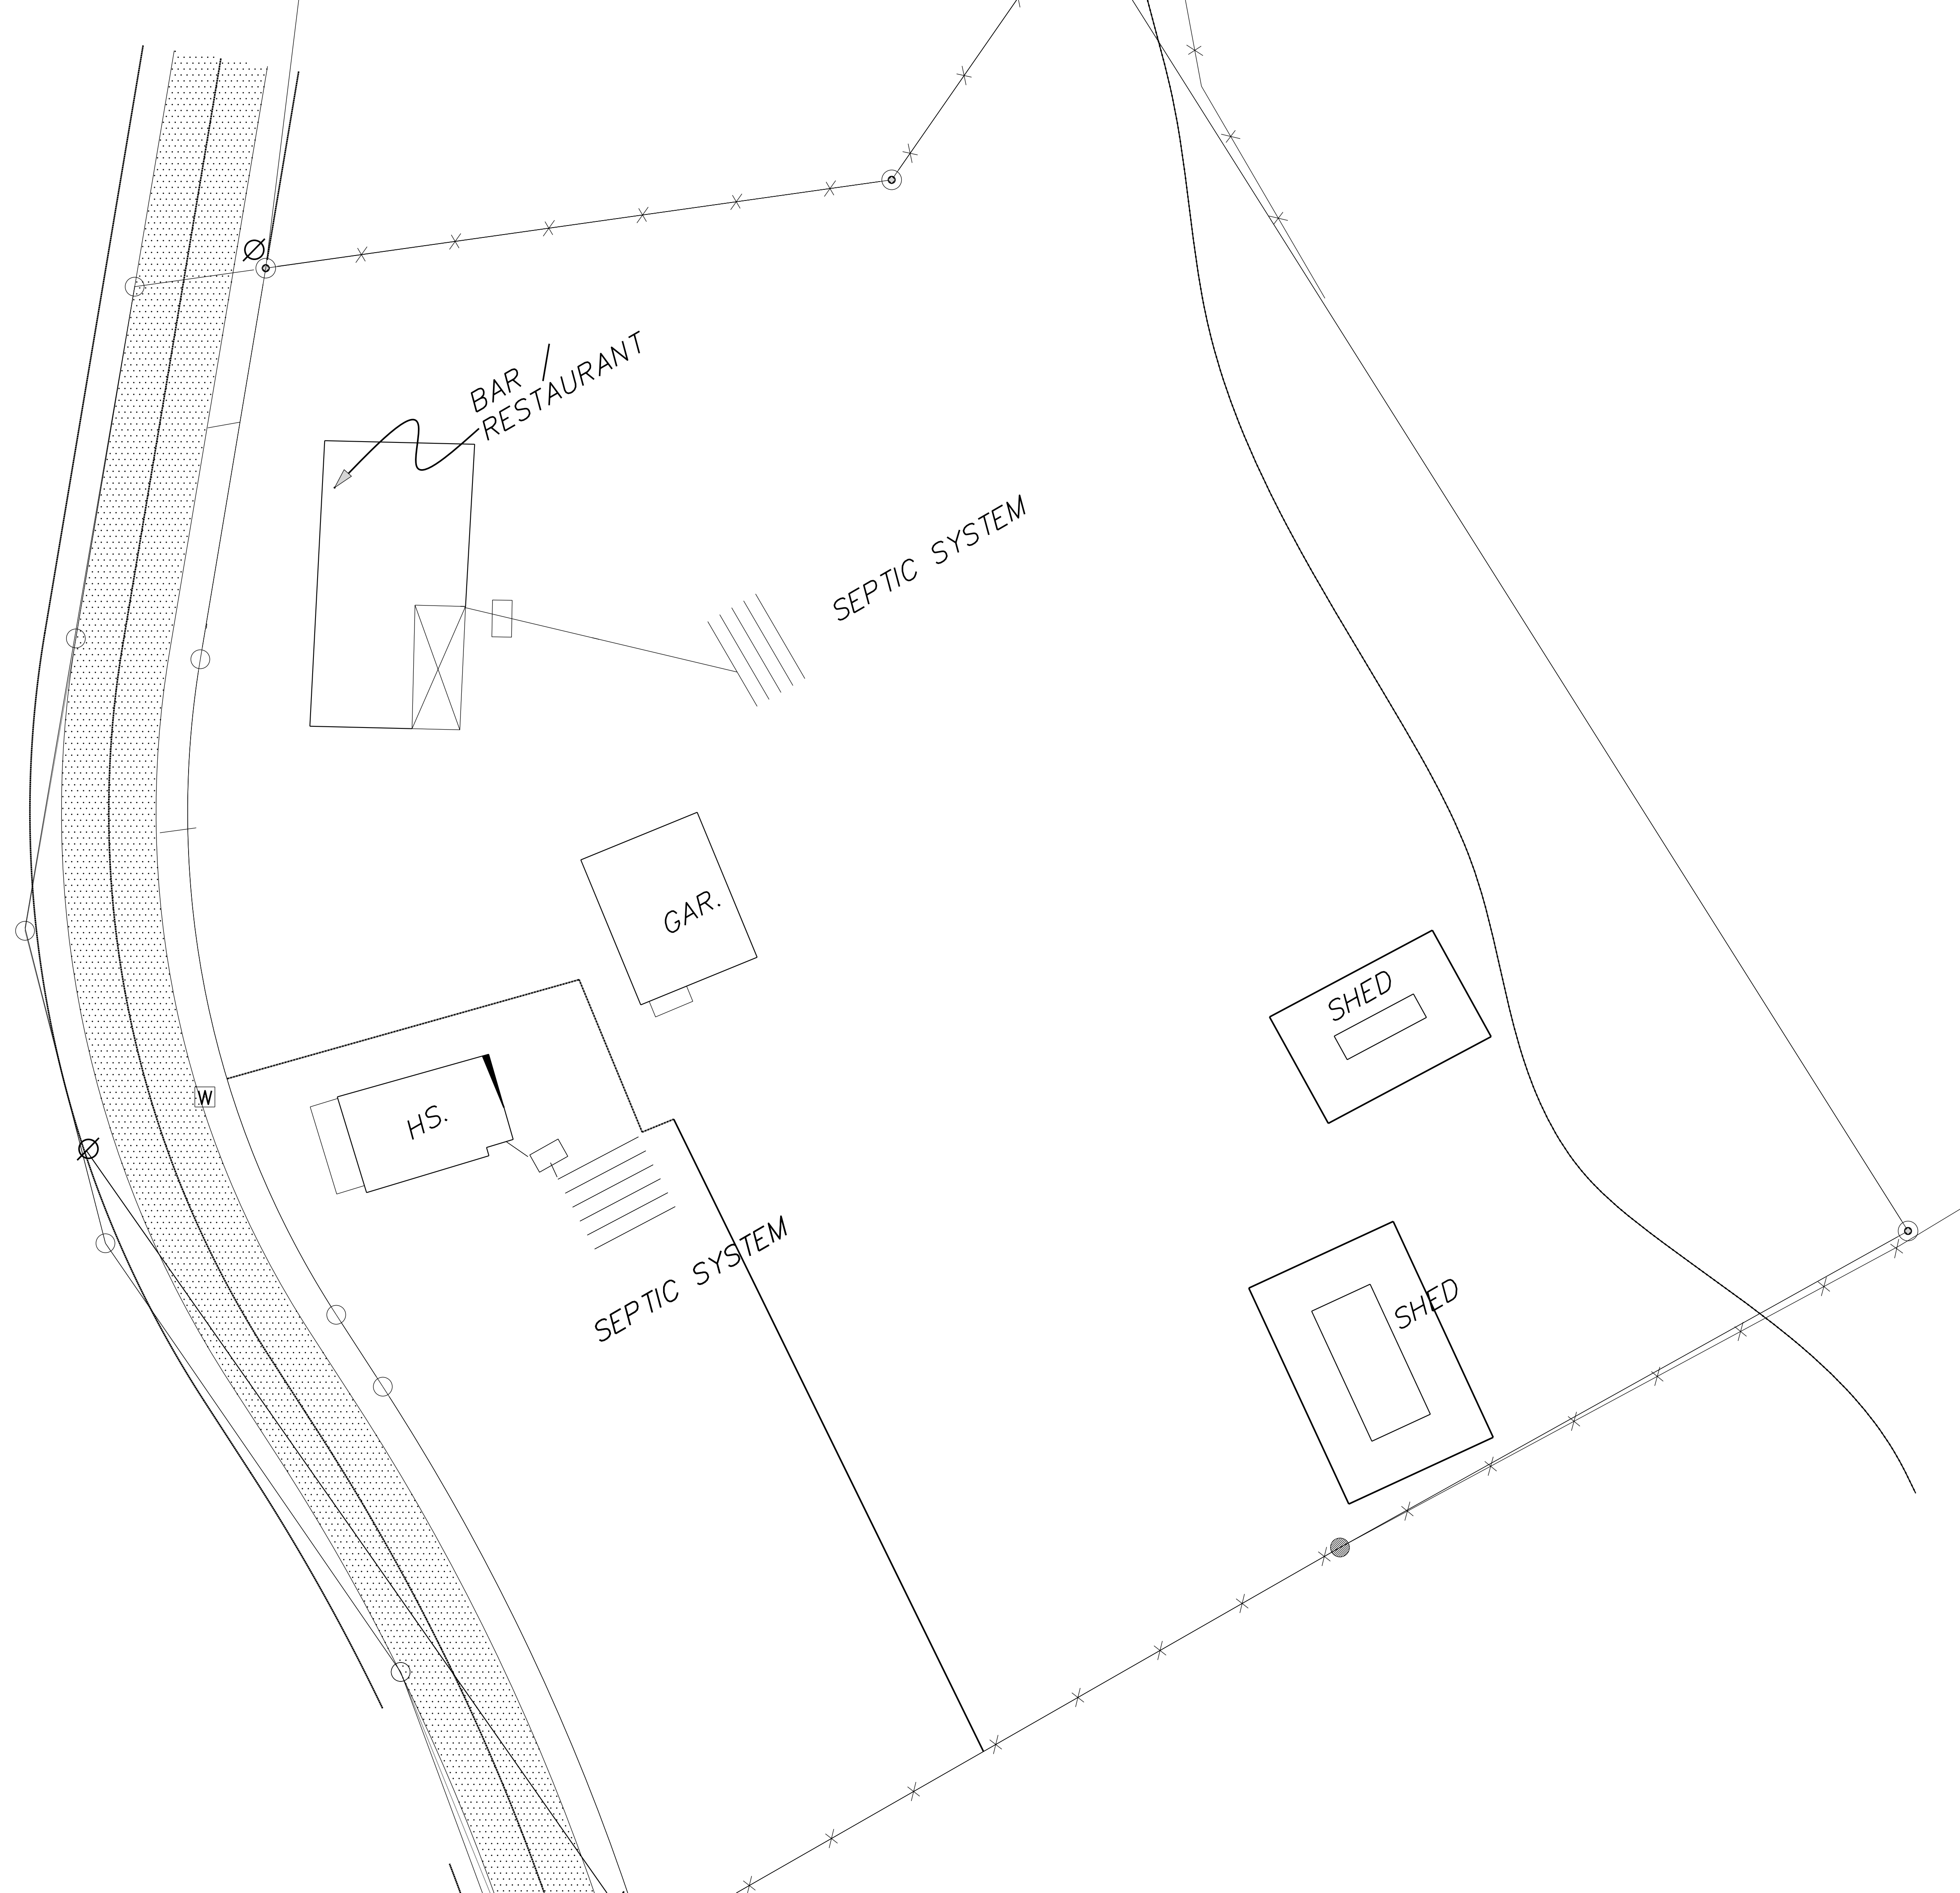 BAR /
RESTAURANT
SEPTIC SYSTEM
GAR.
SHED
W
HS.
SEPTIC SYSTEM
SHED